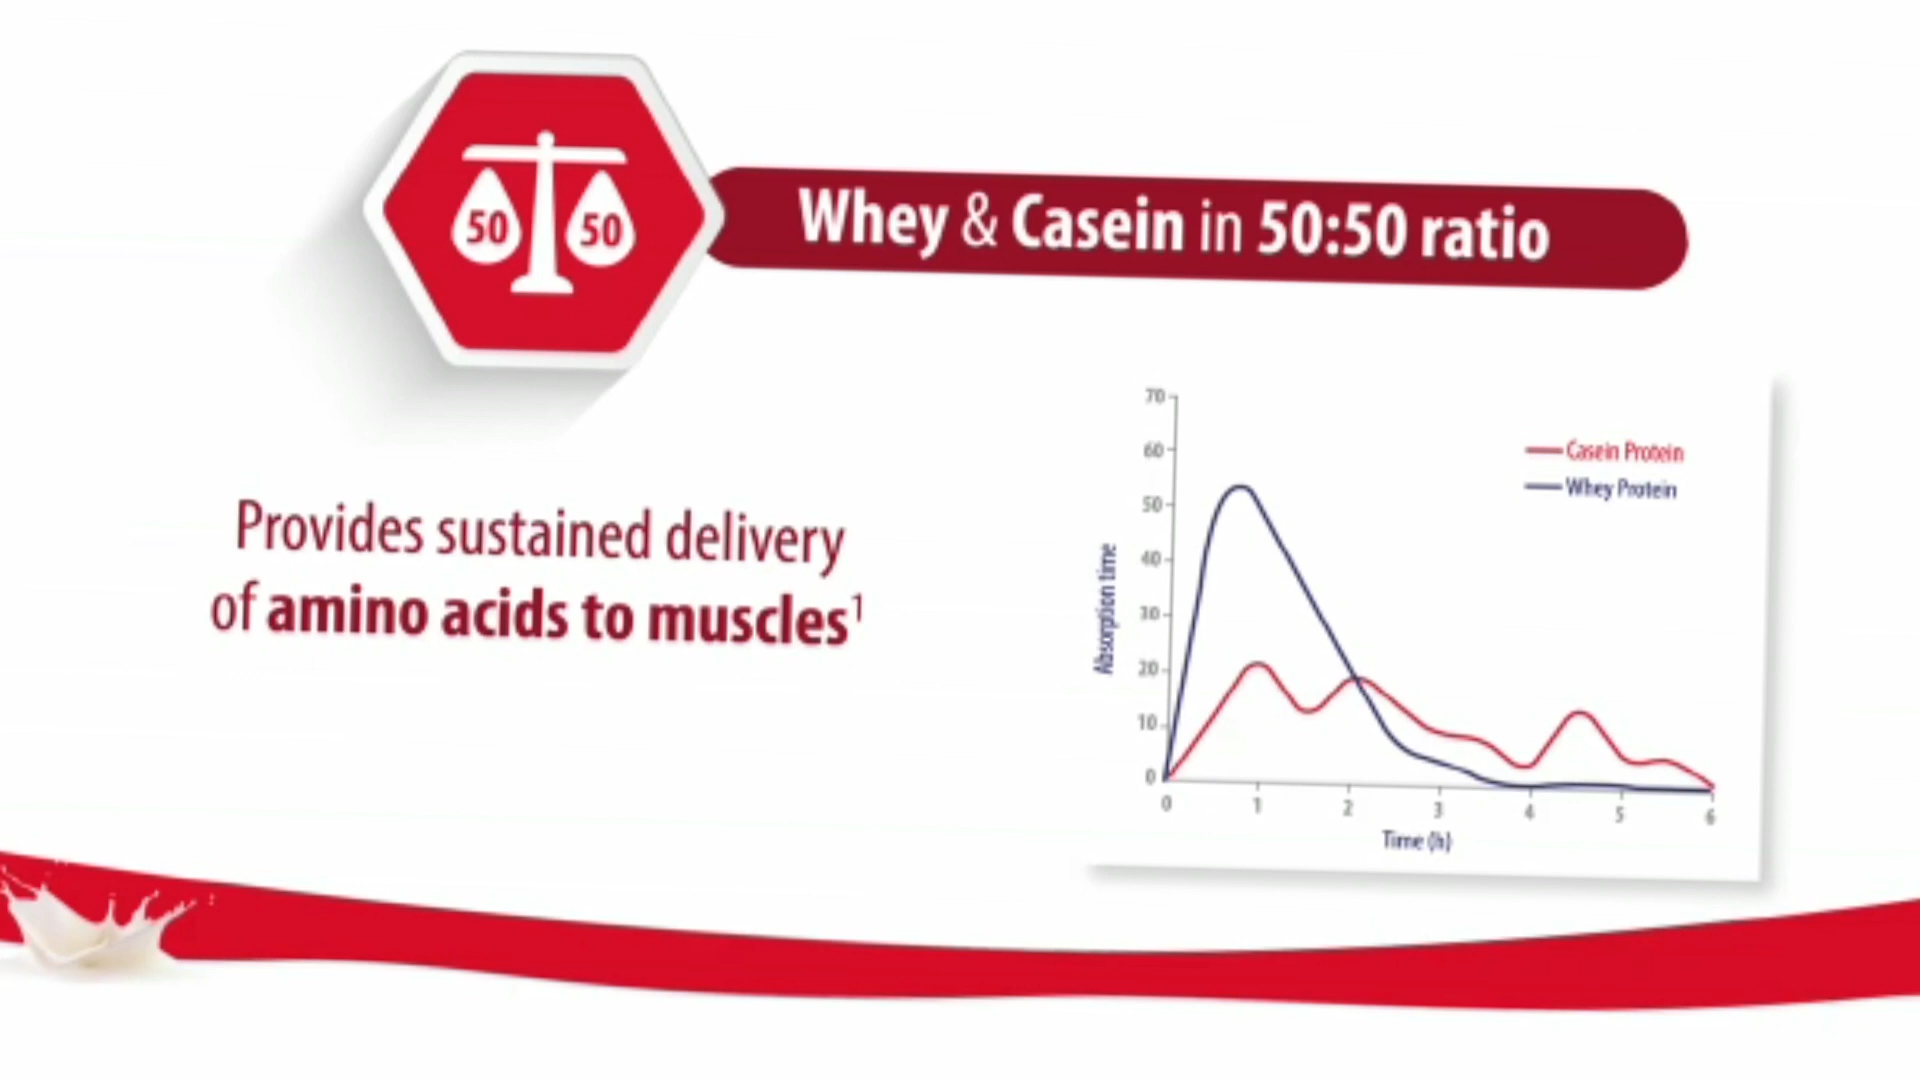 50 50
Whey & Casein in 50:50 ratio
Provides sustained delivery
of amino acids to muscles¹
70
60
50
40
30
20
10
0
Absorption time
Casein Protein
Whey Protein
0 1 2 3 4 5 6
Time (h)